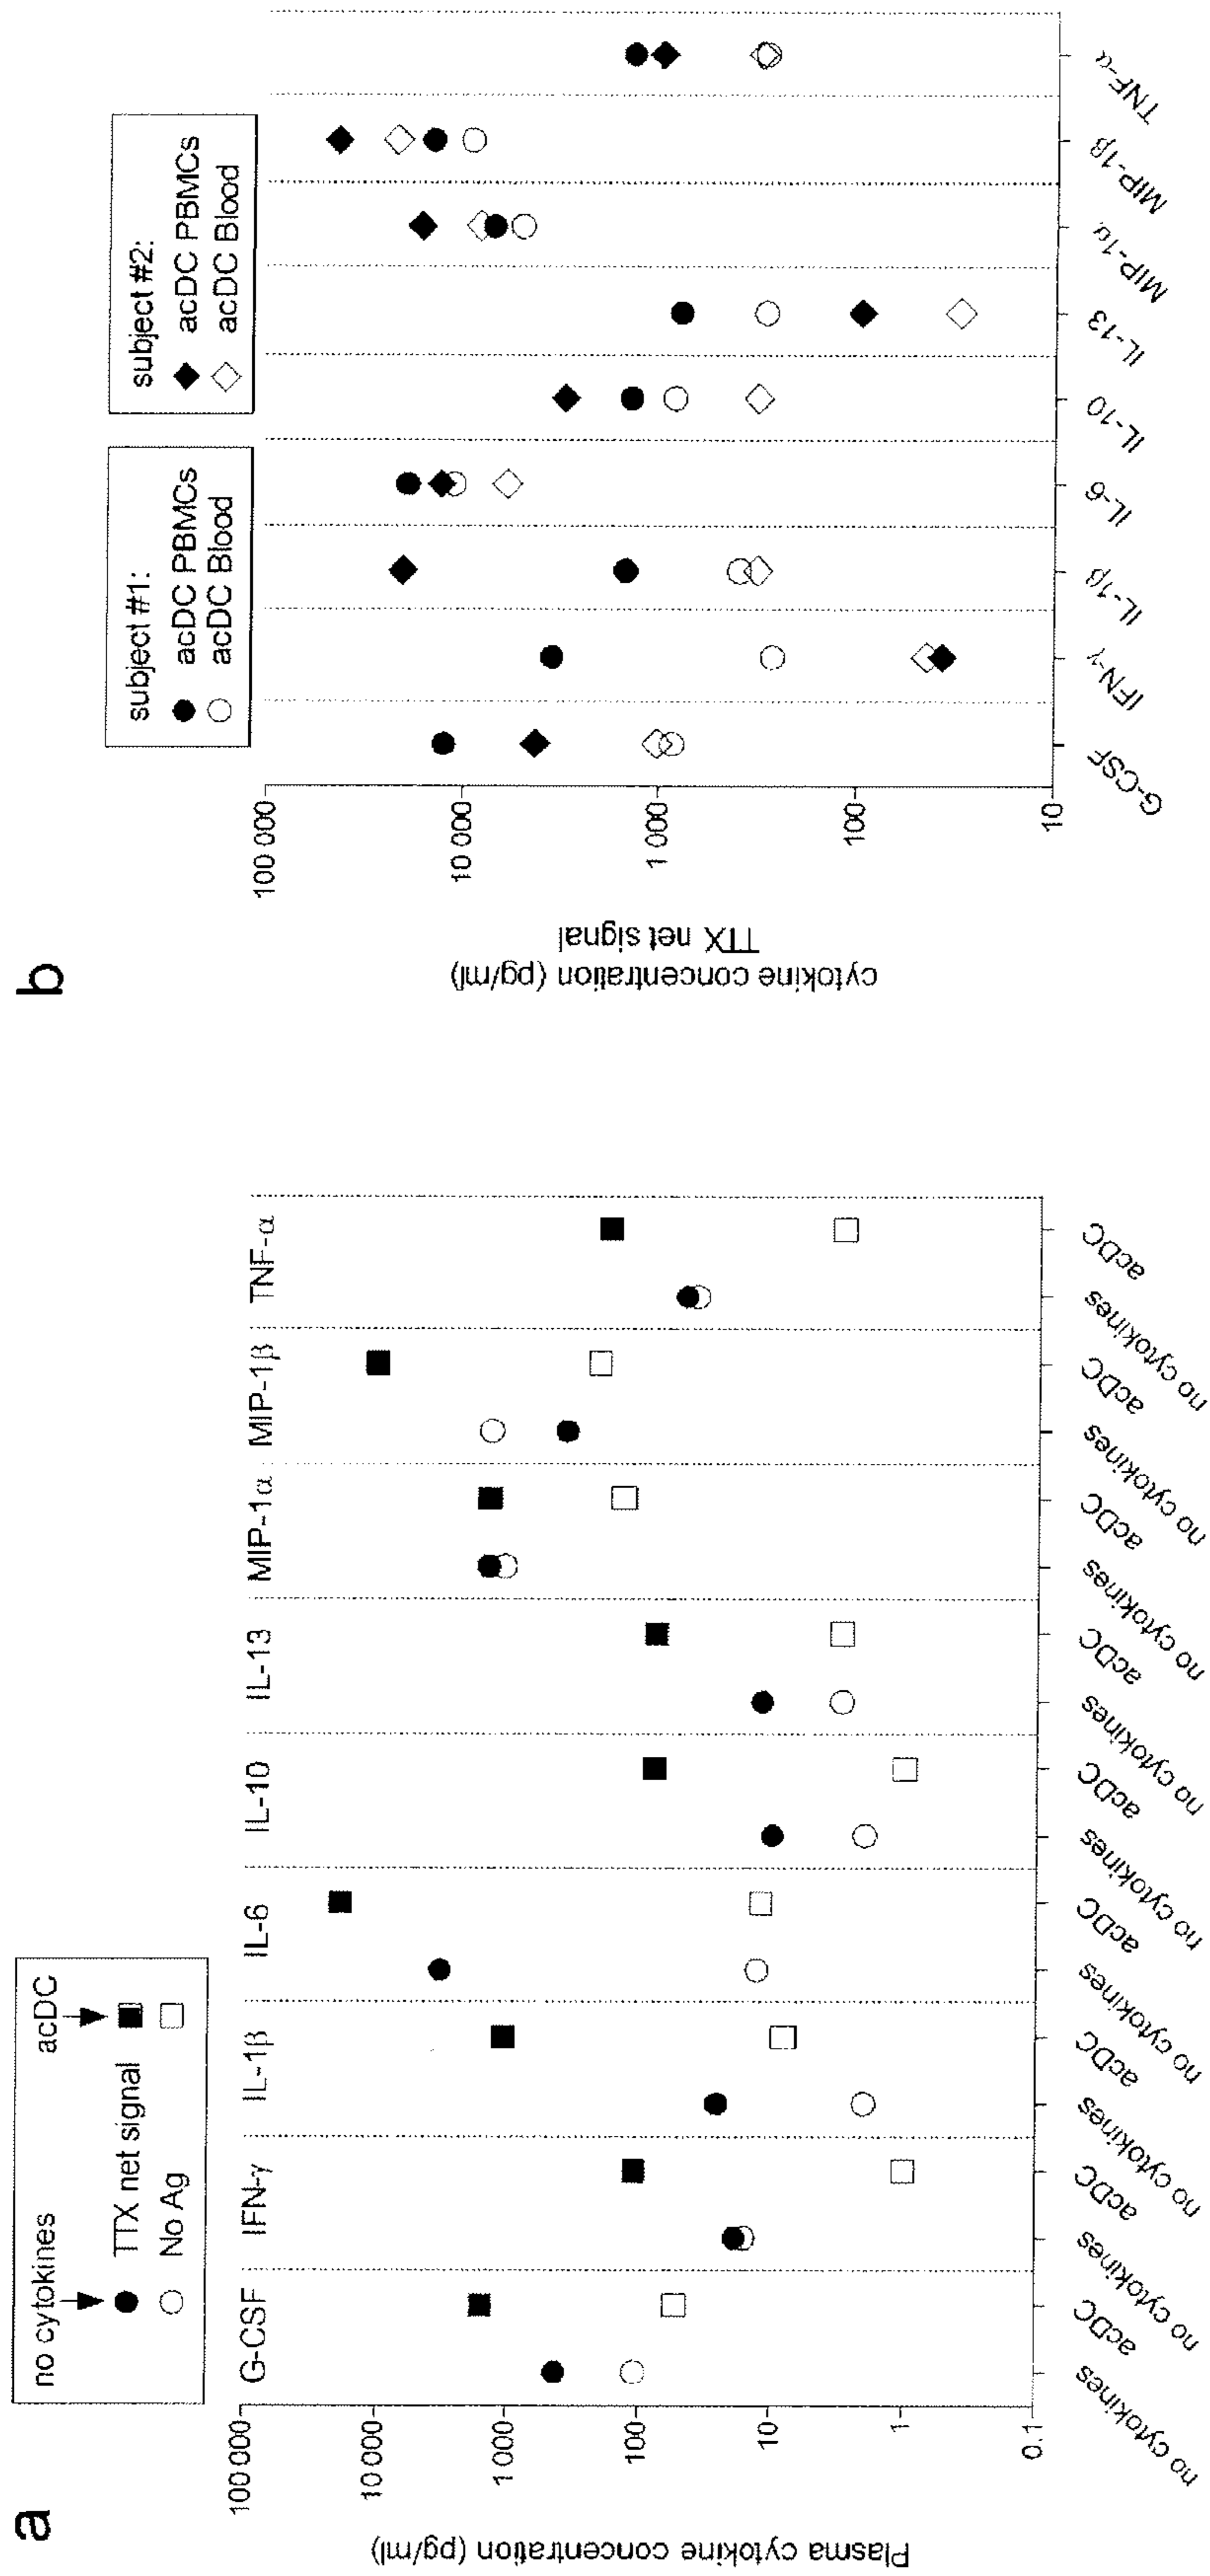 a
no cytokines
acDC
TTX net signal
No Ag
G-CSF
IFN-γ
IL-1β
IL-6
IL-10
IL-13
MIP-1α
MIP-1β
TNF-α
Plasma cytokine concentration (pg/ml)
100 000
10 000
1 000
100
10
1
0.1
no cytokines
acDC
no cytokines
acDC
no cytokines
acDC
no cytokines
acDC
no cytokines
acDC
no cytokines
acDC
no cytokines
acDC
no cytokines
acDC
no cytokines
acDC
b
subject #1:
acDC PBMCs
acDC Blood
subject #2:
acDC PBMCs
acDC Blood
cytokine concentration (pg/ml)
TTX net signal
100 000
10 000
1 000
100
10
G-CSF
IFN-γ
IL-1β
IL-6
IL-10
IL-13
MIP-1α
MIP-1β
TNF-α